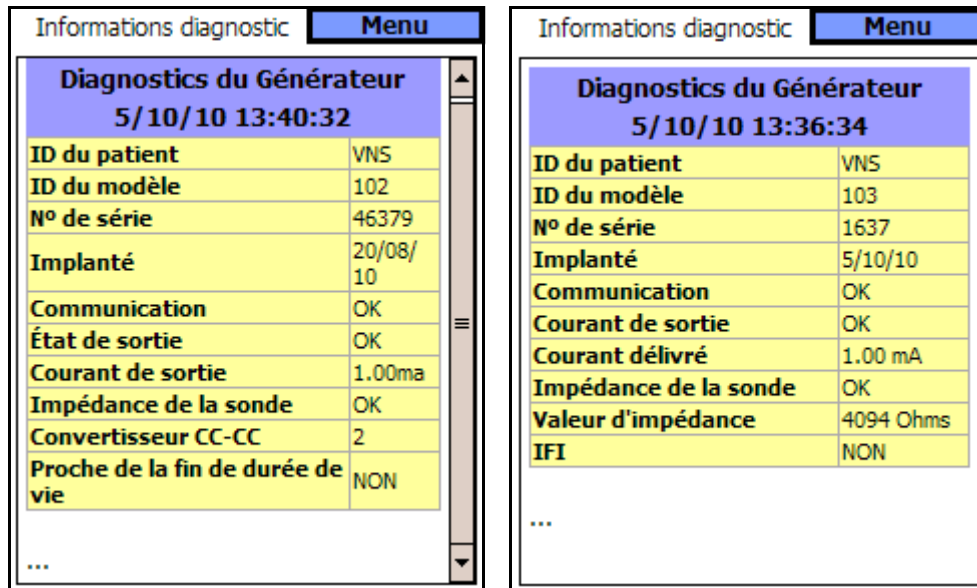 Informations diagnostic Menu
Diagnostics du Générateur
5/10/10 13:40:32
ID du patient VNS
ID du modèle 102
Nº de série 46379
Implanté 20/08/
10
Communication OK
État de sortie OK
Courant de sortie 1.00ma
Impédance de la sonde OK
Convertisseur CC-CC 2
Proche de la fin de durée de
vie NON
...
Informations diagnostic Menu
Diagnostics du Générateur
5/10/10 13:36:34
ID du patient VNS
ID du modèle 103
Nº de série 1637
Implanté 5/10/10
Communication OK
Courant de sortie OK
Courant délivré 1.00 mA
Impédance de la sonde OK
Valeur d'impédance 4094 Ohms
IFI NON
...